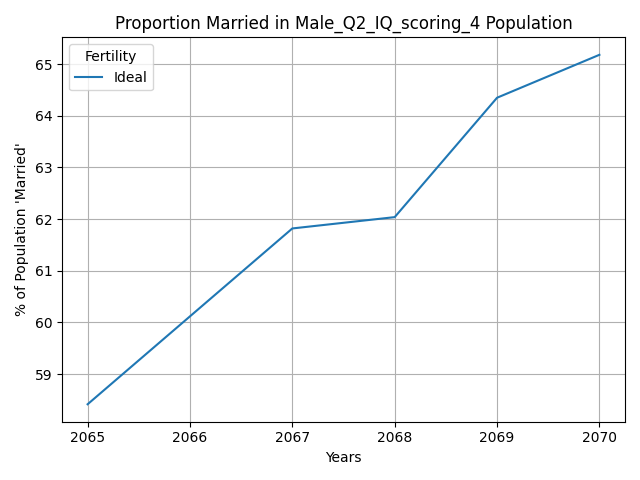 Proportion Married in Male_Q2_IQ_scoring_4 Population
Fertility
Ideal
% of Population 'Married'
65
64
63
62
61
60
59
2065 2066 2067 2068 2069 2070
Years